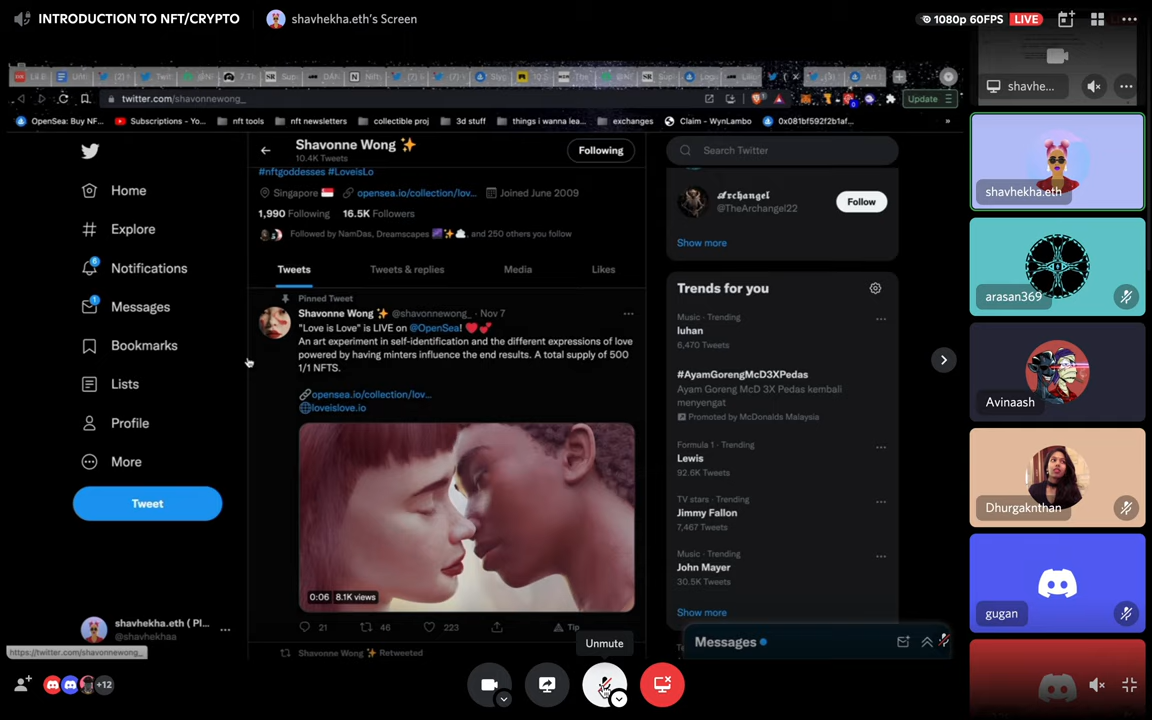 INTRODUCTION TO NFT/CRYPTO
shavhekha.eth's Screen
1080p 60FPS
LIVE
twitter.com/shavonnewong_
Update
OpenSea: Buy NF...
Subscriptions - Yo...
nft tools
nft newsletters
collectible proj
3d stuff
things i wanna lea...
exchanges
Claim - WynLambo
0x081bf592f2b1af...
»
Home
Explore
Notifications
6
Messages
1
Bookmarks
Lists
Profile
More
Tweet
shavhekha.eth ( Pl...
@shavhekhaa
https://twitter.com/shavonnewong_
Shavonne Wong ✨
10.4K Tweets
Following
#nftgoddesses #LoveisLo
Singapore 🇸🇬 opensea.io/collection/lov... Joined June 2009
1,990 Following 16.5K Followers
Followed by NamDas, Dreamscapes and 250 others you follow
Tweets
Tweets & replies
Media
Likes
Pinned Tweet
Shavonne Wong ✨ @shavonnewong_ · Nov 7
"Love is Love" is LIVE on @OpenSea! ❤️💕
An art experiment in self-identification and the different expressions of love
powered by having minters influence the end results. A total supply of 500
1/1 NFTS.
🔗opensea.io/collection/lov...
🌐loveislove.io
0:06 8.1K views
21
46
223
Tip
Shavonne Wong ✨ Retweeted
Search Twitter
𝕬𝖗𝖈𝖍𝖆𝖓𝖌𝖊𝖑
@TheArchangel22
Follow
Show more
Trends for you
Music · Trending
luhan
6,470 Tweets
#AyamGorengMcD3XPedas
Ayam Goreng McD 3X Pedas kembali
menyengat
Promoted by McDonalds Malaysia
Formula 1 · Trending
Lewis
92.6K Tweets
TV stars · Trending
Jimmy Fallon
7,467 Tweets
Music · Trending
John Mayer
30.5K Tweets
Show more
Messages
Unmute
+12
shavhe...
shavhekha.eth
arasan369
Avinaash
Dhurgaknthan
gugan